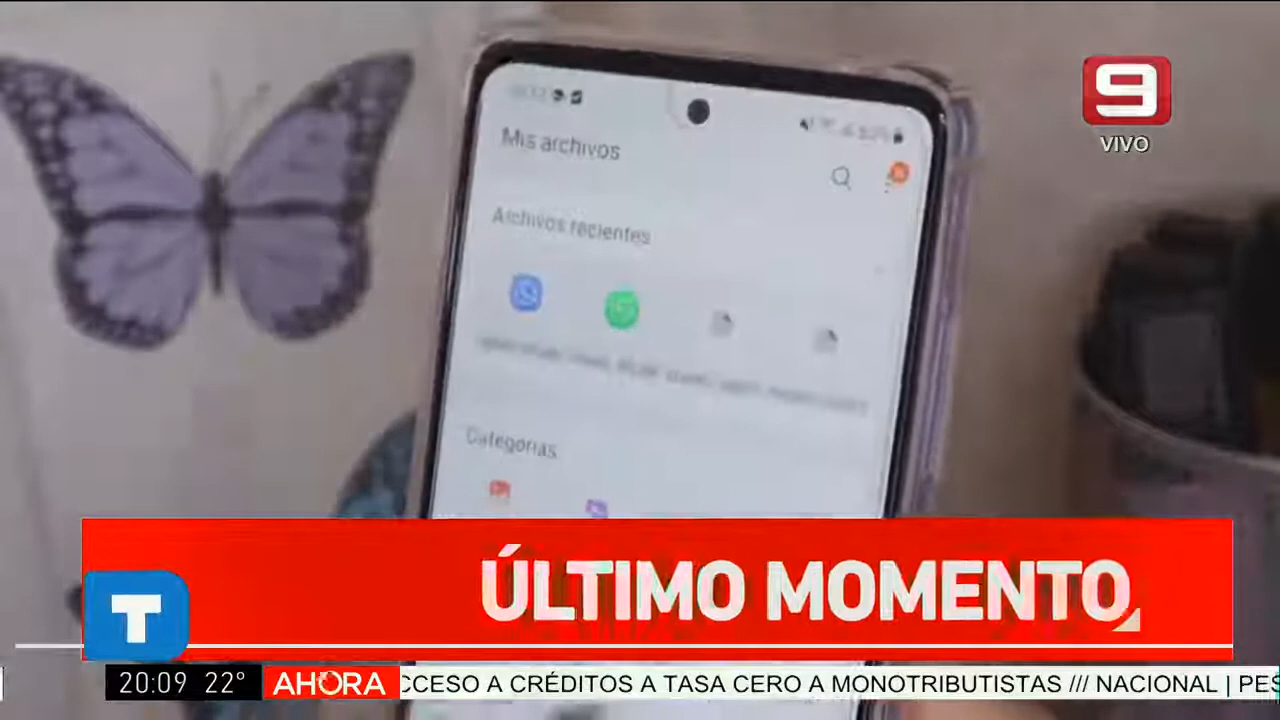 9
VIVO
Mis archivos
Archivos recientes
Categorías
ÚLTIMO MOMENTO
T
20:09 22° AHORA CCESO A CRÉDITOS A TASA CERO A MONOTRIBUTISTAS /// NACIONAL | PES